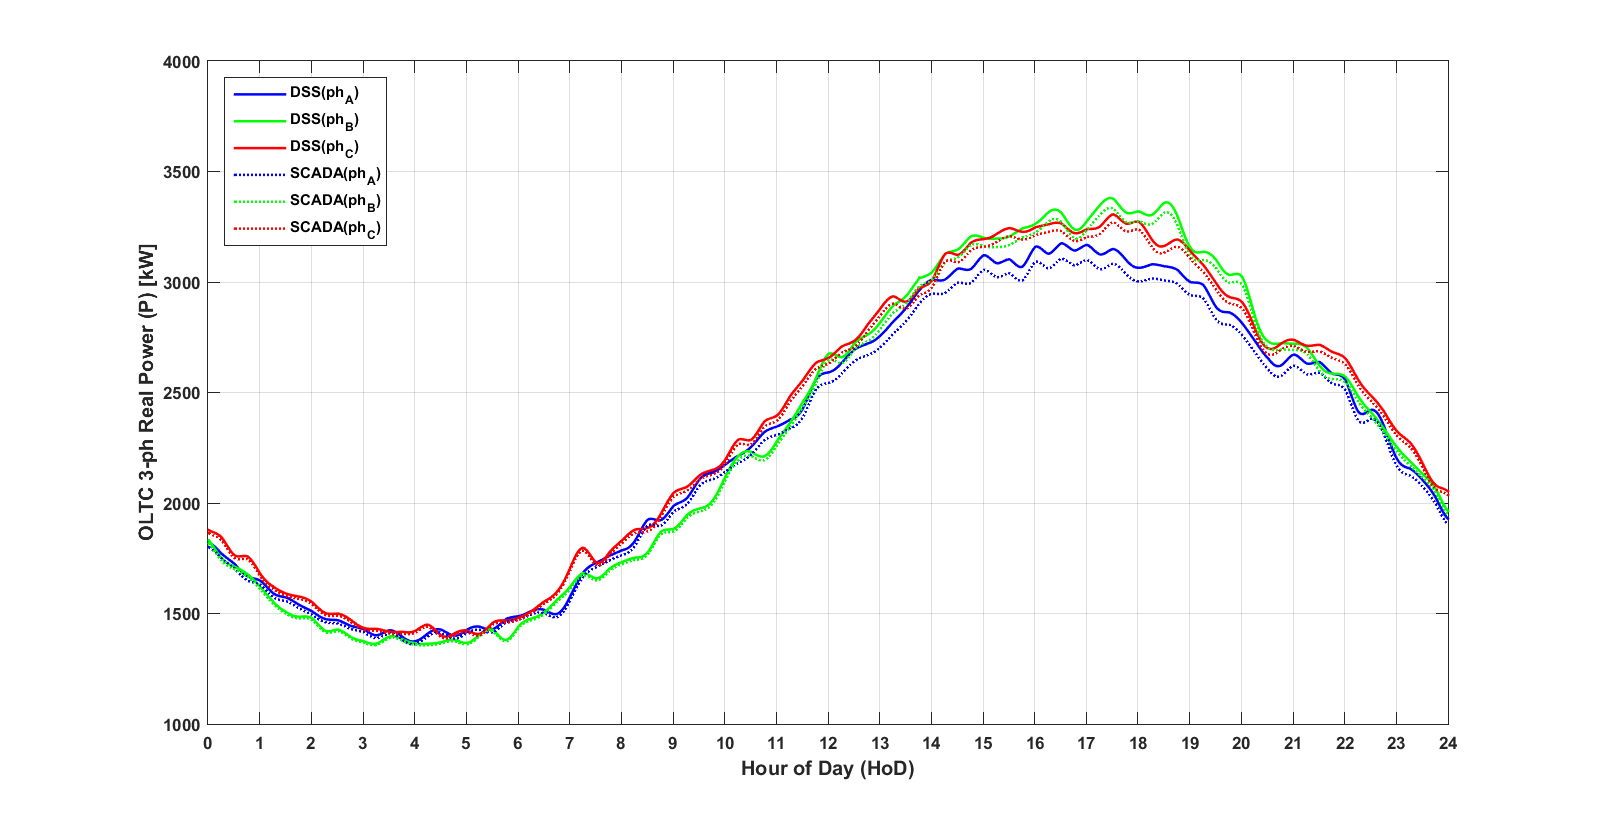 4000
3500
3000
2500
2000
1500
1000
OLTC 3-ph Real Power (P) [kW]
DSS(phA)
DSS(phB)
DSS(phC)
SCADA(phA)
SCADA(phB)
SCADA(phC)
0 1 2 3 4 5 6 7 8 9 10 11 12 13 14 15 16 17 18 19 20 21 22 23 24
Hour of Day (HoD)